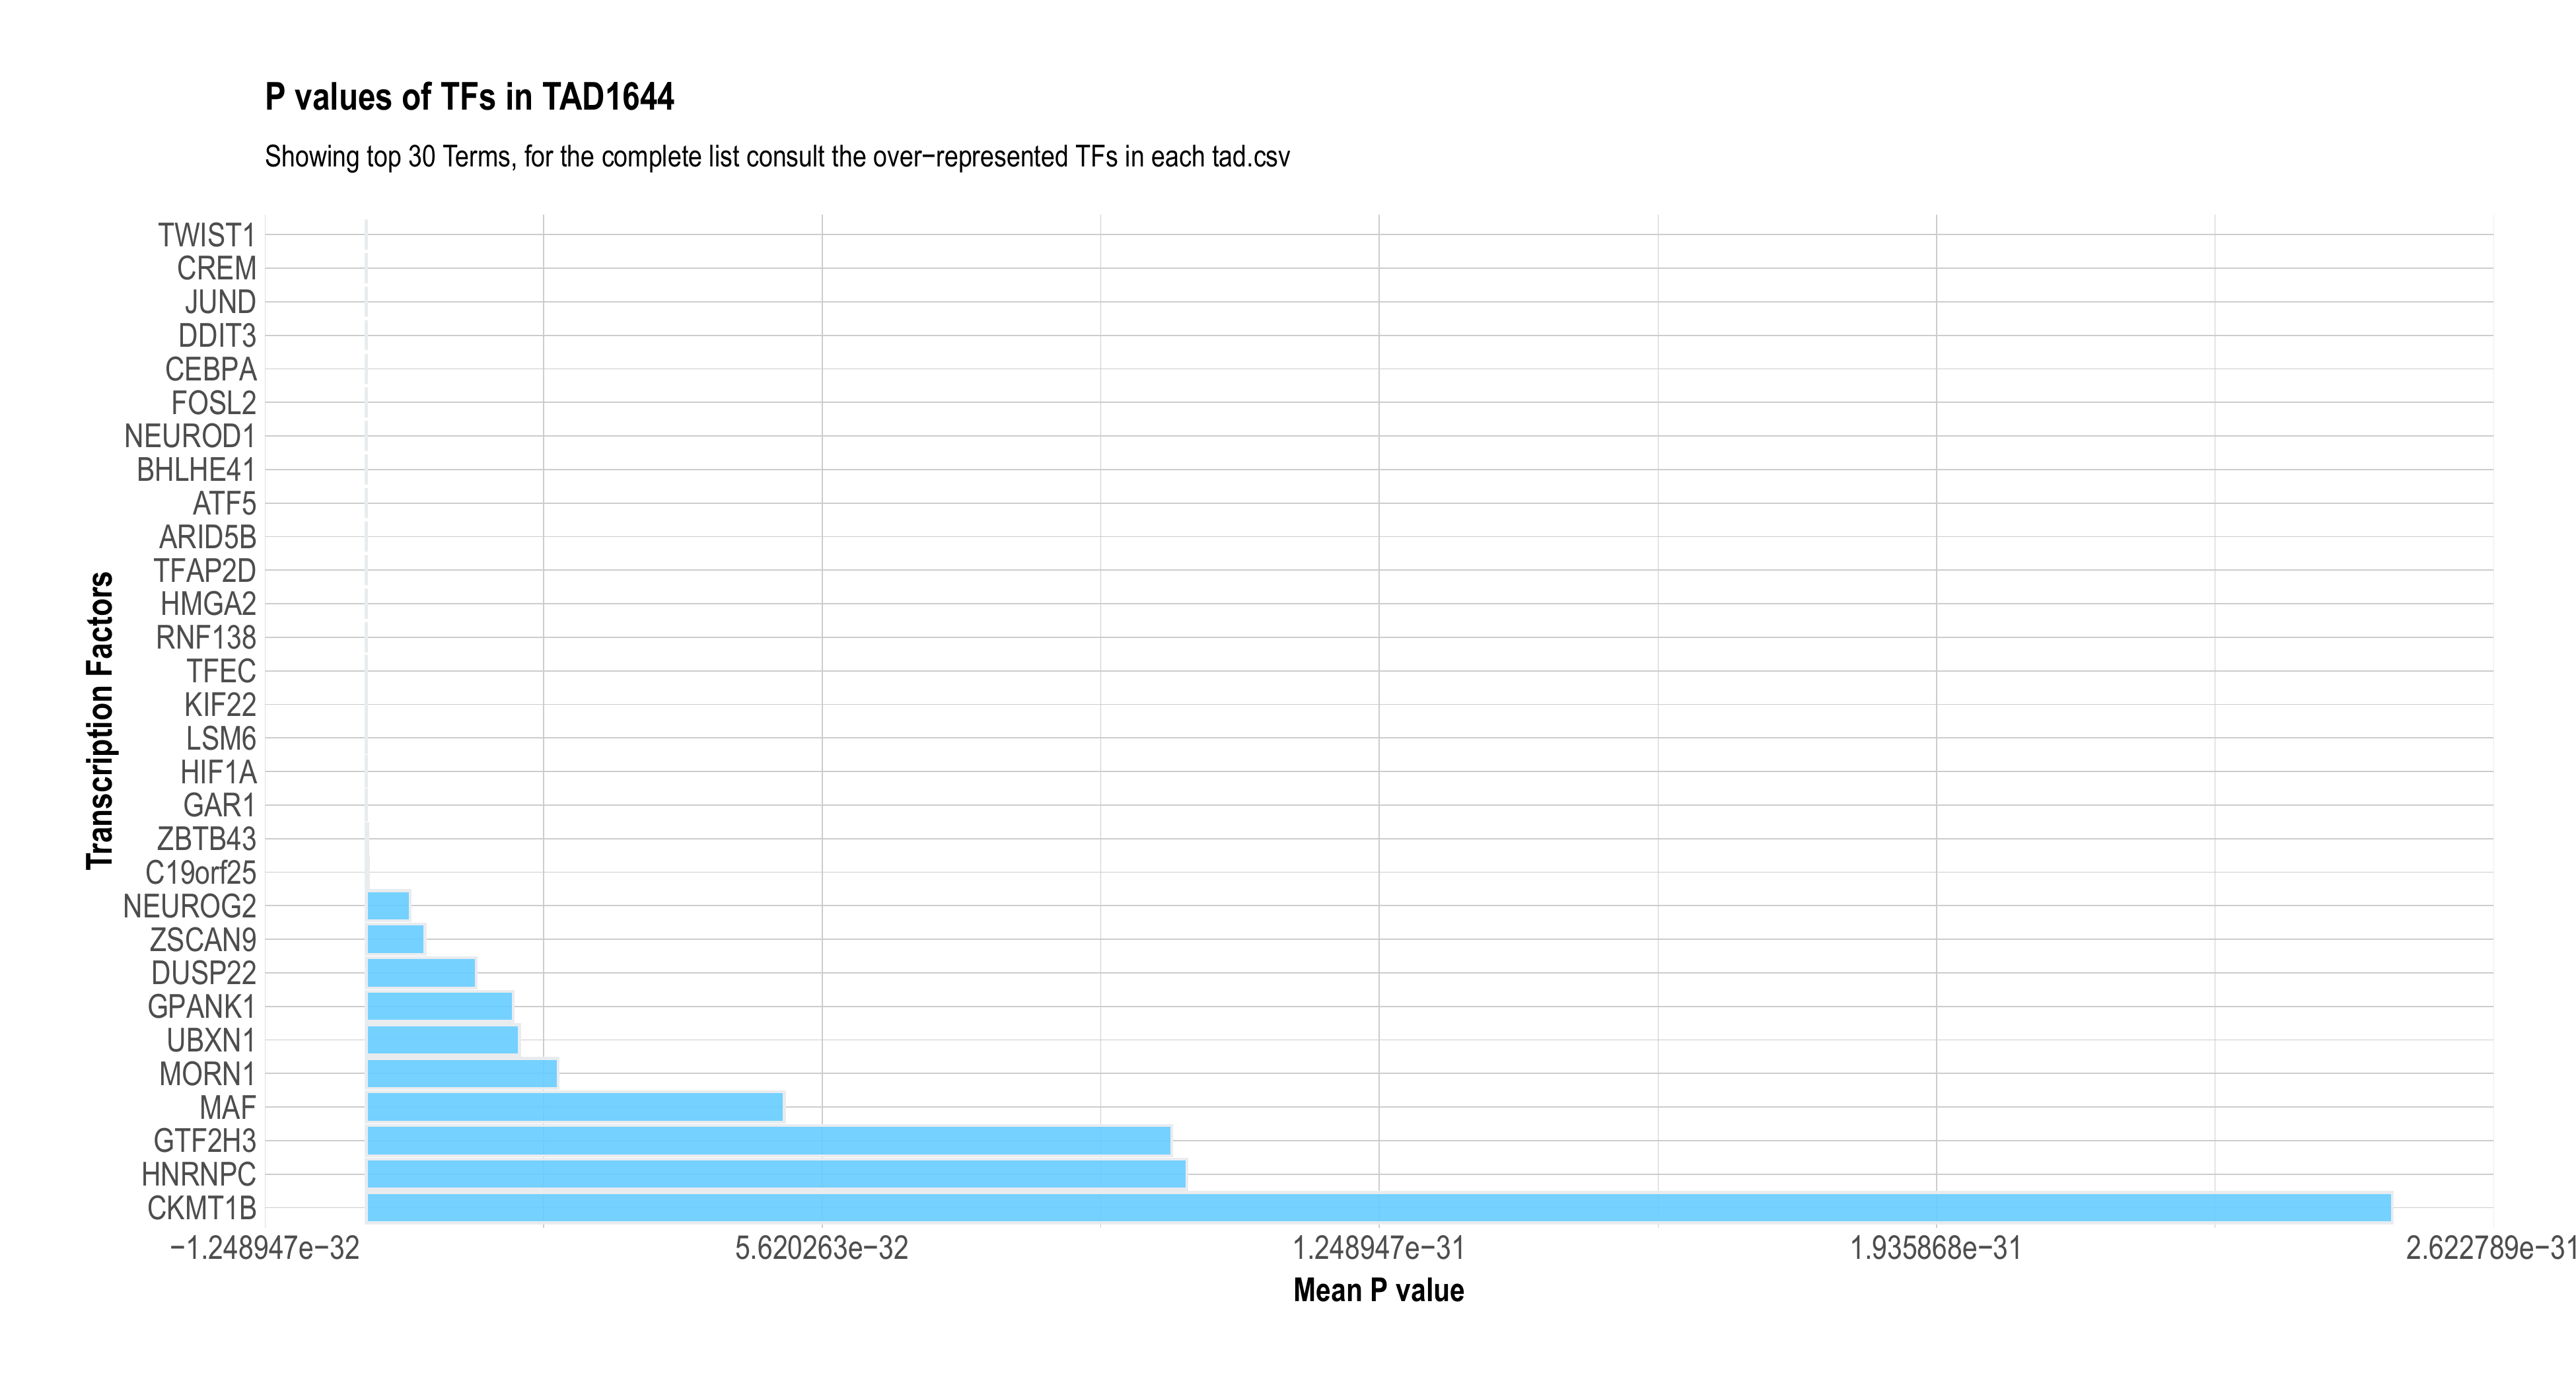 P values of TFs in TAD1644
Showing top 30 Terms, for the complete list consult the over−represented TFs in each tad.csv
Transcription Factors
TWIST1
CREM
JUND
DDIT3
CEBPA
FOSL2
NEUROD1
BHLHE41
ATF5
ARID5B
TFAP2D
HMGA2
RNF138
TFEC
KIF22
LSM6
HIF1A
GAR1
ZBTB43
C19orf25
NEUROG2
ZSCAN9
DUSP22
GPANK1
UBXN1
MORN1
MAF
GTF2H3
HNRNPC
CKMT1B
−1.248947e−32 5.620263e−32 1.248947e−31 1.935868e−31 2.622789e−31
Mean P value